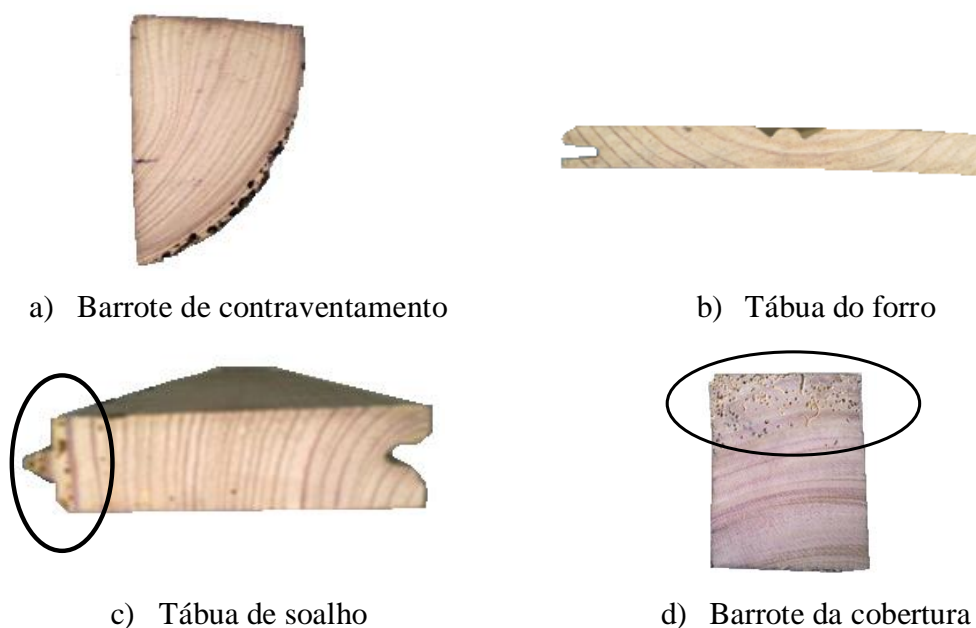 a) Barrote de contraventamento
b) Tábua do forro
c) Tábua de soalho
d) Barrote da cobertura